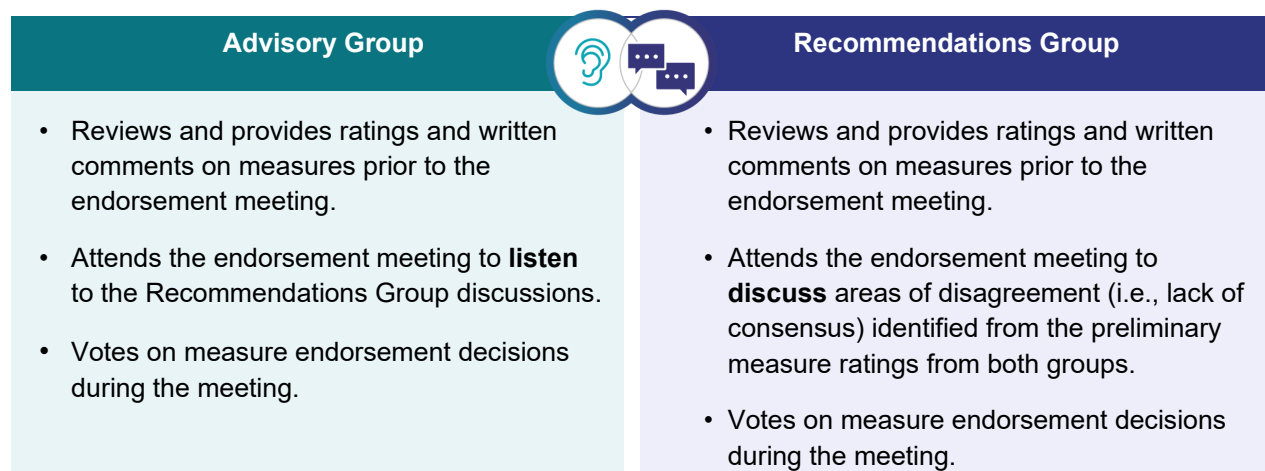 Advisory Group
• Reviews and provides ratings and written
comments on measures prior to the
endorsement meeting.
• Attends the endorsement meeting to listen
to the Recommendations Group discussions.
• Votes on measure endorsement decisions
during the meeting.
Recommendations Group
• Reviews and provides ratings and written
comments on measures prior to the
endorsement meeting.
• Attends the endorsement meeting to
discuss areas of disagreement (i.e., lack of
consensus) identified from the preliminary
measure ratings from both groups.
• Votes on measure endorsement decisions
during the meeting.